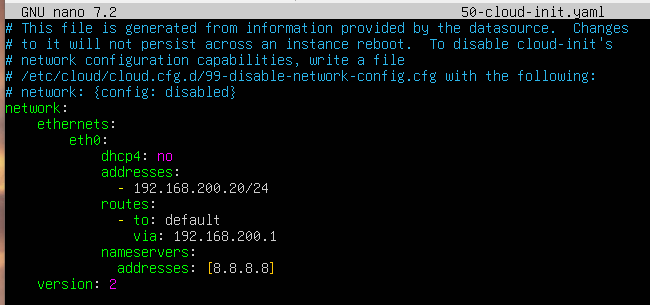 GNU nano 7.2 50-cloud-init.yaml
# This file is generated from information provided by the datasource.  Changes
# to it will not persist across an instance reboot.  To disable cloud-init's
# network configuration capabilities, write a file
# /etc/cloud/cloud.cfg.d/99-disable-network-config.cfg with the following:
# network: {config: disabled}
network:
    ethernets:
        eth0:
            dhcp4: no
            addresses:
              - 192.168.200.20/24
            routes:
              - to: default
                via: 192.168.200.1
            nameservers:
              addresses: [8.8.8.8]
    version: 2